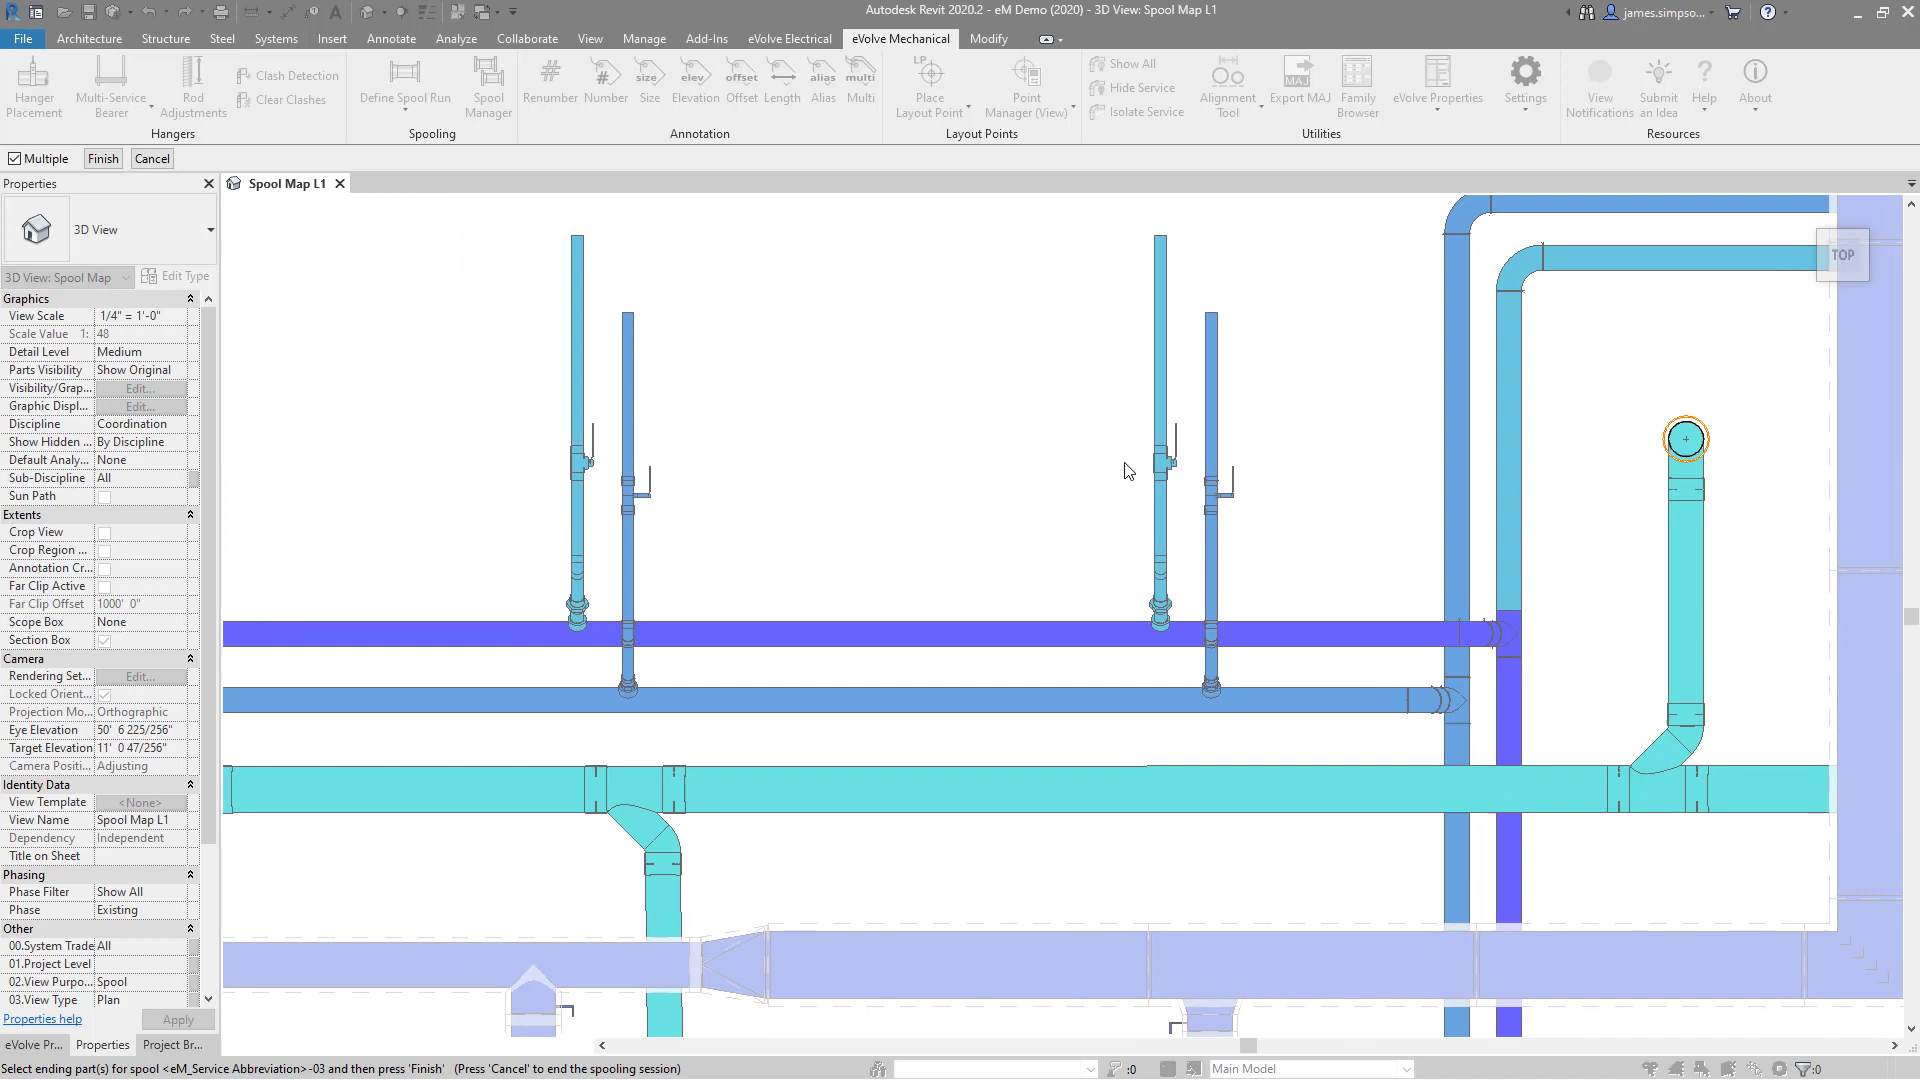 Autodesk Revit 2020.2 - eM Demo (2020) - 3D View: Spool Map L1
james.simpso...
File Architecture Structure Steel Systems Insert Annotate Analyze Collaborate View Manage Add-Ins eVolve Electrical eVolve Mechanical Modify
Hanger Placement
Multi-Service Bearer
Rod Adjustments
Clash Detection
Clear Clashes
Hangers
Define Spool Run
Spool Manager
Spooling
Renumber
# Number
size Size
elev Elevation
offset Offset
Length
alias Alias
multi Multi
Annotation
LP Place Layout Point
Point Manager (View)
Layout Points
Show All
Hide Service
Isolate Service
Alignment Tool
MAJ Export MAJ
Family Browser
eVolve Properties
Settings
Utilities
View Notifications
Submit an Idea
Help
About
Resources
Multiple Finish Cancel
Properties
Spool Map L1
3D View
3D View: Spool Map Edit Type
Graphics
View Scale 1/4" = 1'-0"
Scale Value 1: 48
Detail Level Medium
Parts Visibility Show Original
Visibility/Grap... Edit...
Graphic Displ... Edit...
Discipline Coordination
Show Hidden ... By Discipline
Default Analy... None
Sub-Discipline All
Sun Path
Extents
Crop View
Crop Region ...
Annotation Cr...
Far Clip Active
Far Clip Offset 1000' 0"
Scope Box None
Section Box
Camera
Rendering Set... Edit...
Locked Orient...
Projection Mo... Orthographic
Eye Elevation 50' 6 225/256"
Target Elevation 11' 0 47/256"
Camera Positi... Adjusting
Identity Data
View Template <None>
View Name Spool Map L1
Dependency Independent
Title on Sheet
Phasing
Phase Filter Show All
Phase Existing
Other
00.System Trade All
01.Project Level
02.View Purpo... Spool
03.View Type Plan
Properties help Apply
eVolve Pr... Properties Project Br...
TOP
Select ending part(s) for spool <eM_Service Abbreviation>-03 and then press 'Finish' (Press 'Cancel' to end the spooling session)
:0
Main Model
:0